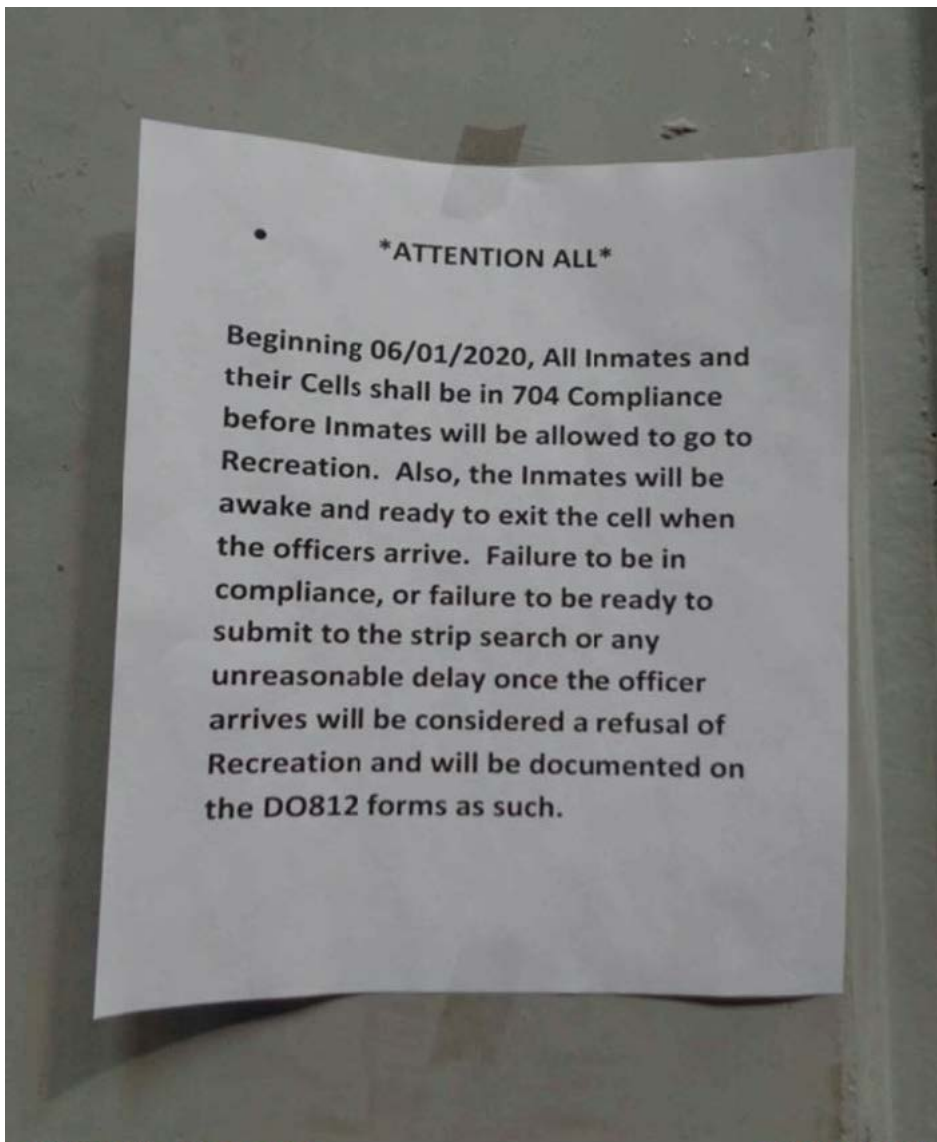 • *ATTENTION ALL*
Beginning 06/01/2020, All Inmates and
their Cells shall be in 704 Compliance
before Inmates will be allowed to go to
Recreation. Also, the Inmates will be
awake and ready to exit the cell when
the officers arrive. Failure to be in
compliance, or failure to be ready to
submit to the strip search or any
unreasonable delay once the officer
arrives will be considered a refusal of
Recreation and will be documented on
the DO812 forms as such.